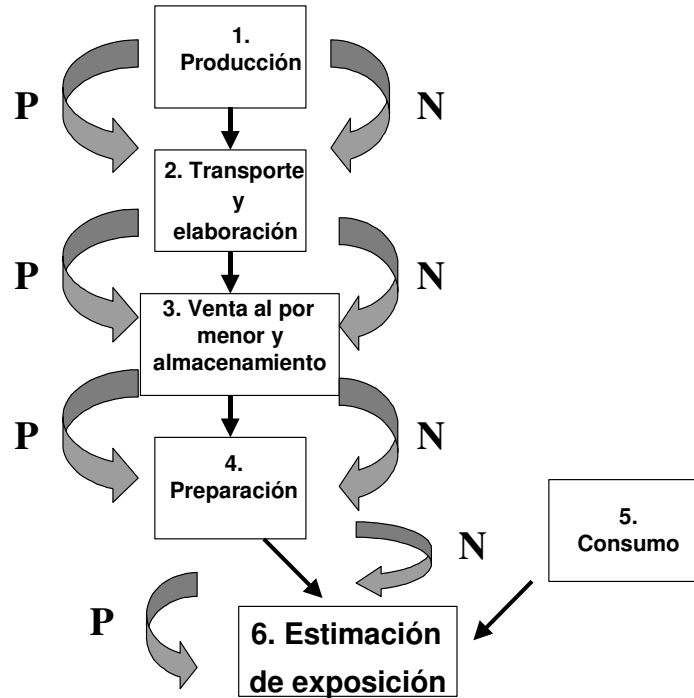 1.
Producción
P
N
2. Transporte
y
elaboración
P
N
3. Venta al por
menor y
almacenamiento
P
N
4.
Preparación
5.
Consumo
N
P
6. Estimación
de exposición